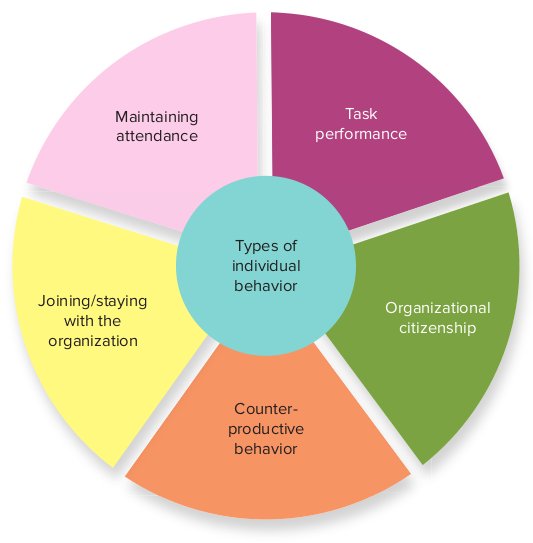 Types of
individual
behavior
Task
performance
Organizational
citizenship
Counter-
productive
behavior
Joining/staying
with the
organization
Maintaining
attendance